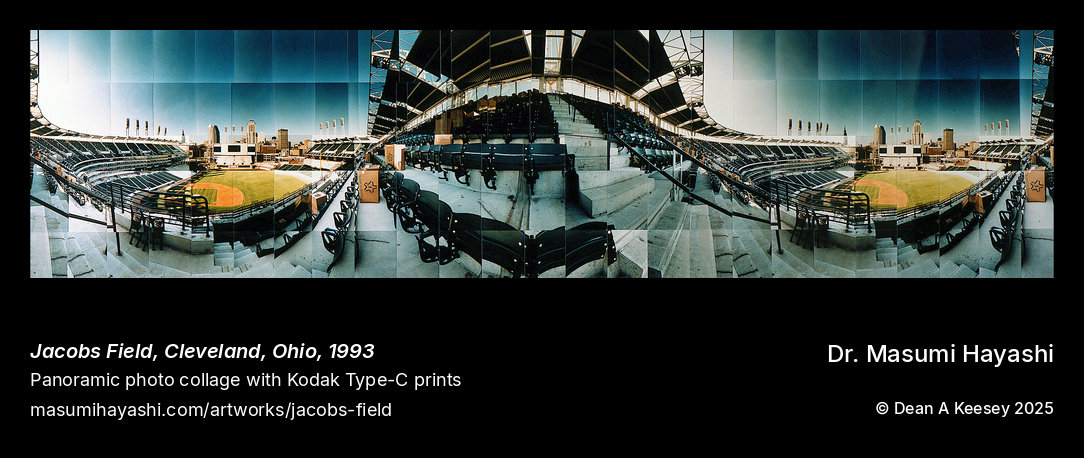 Jacobs Field, Cleveland, Ohio, 1993
Panoramic photo collage with Kodak Type-C prints
masumihayashi.com/artworks/jacobs-field
Dr. Masumi Hayashi
© Dean A Keesey 2025